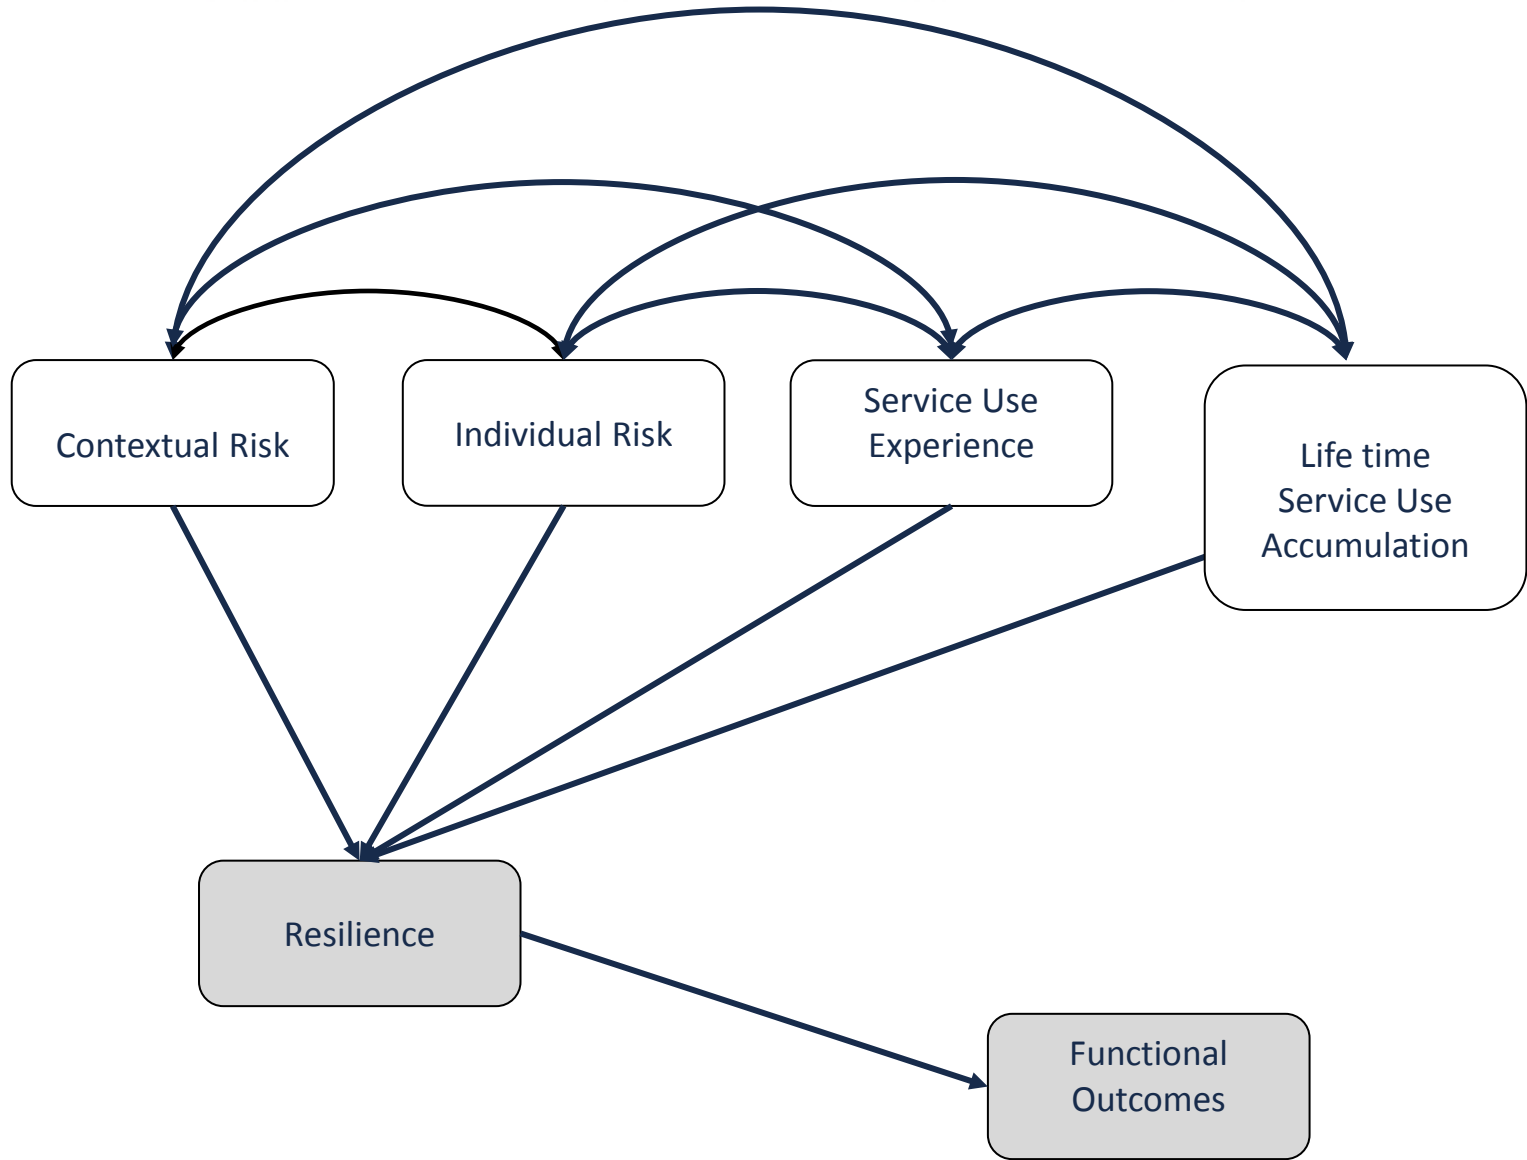 Contextual Risk
Individual Risk
Service Use
Experience
Life time
Service Use
Accumulation
Resilience
Functional
Outcomes